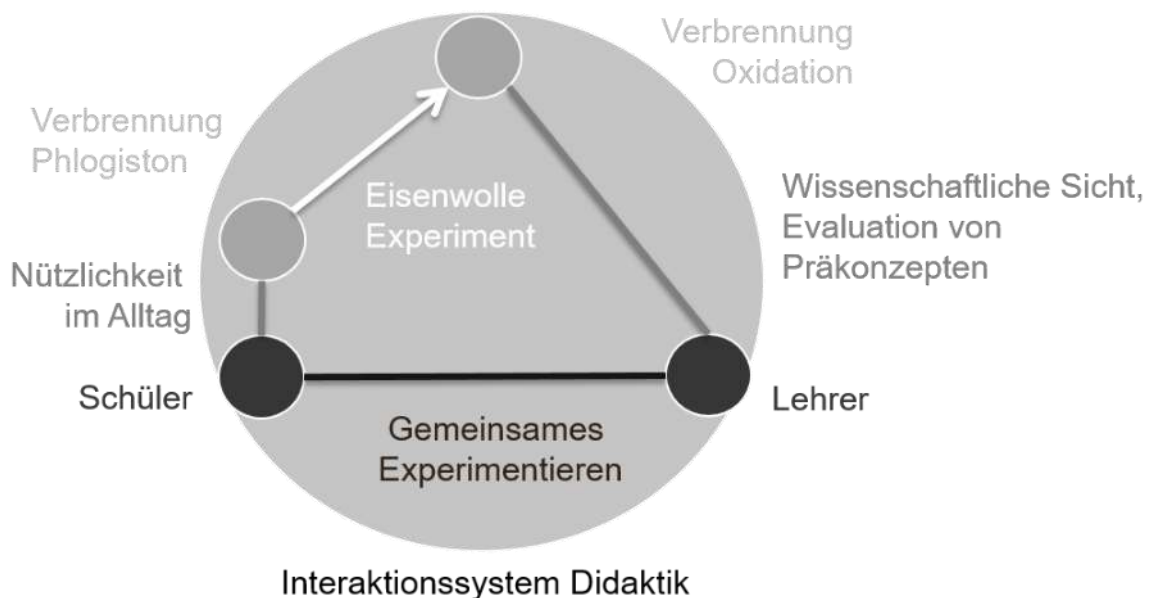 Verbrennung
Oxidation
Verbrennung
Phlogiston
Eisenwolle
Experiment
Wissenschaftliche Sicht,
Evaluation von
Präkonzepten
Nützlichkeit
im Alltag
Schüler
Lehrer
Gemeinsames
Experimentieren
Interaktionssystem Didaktik